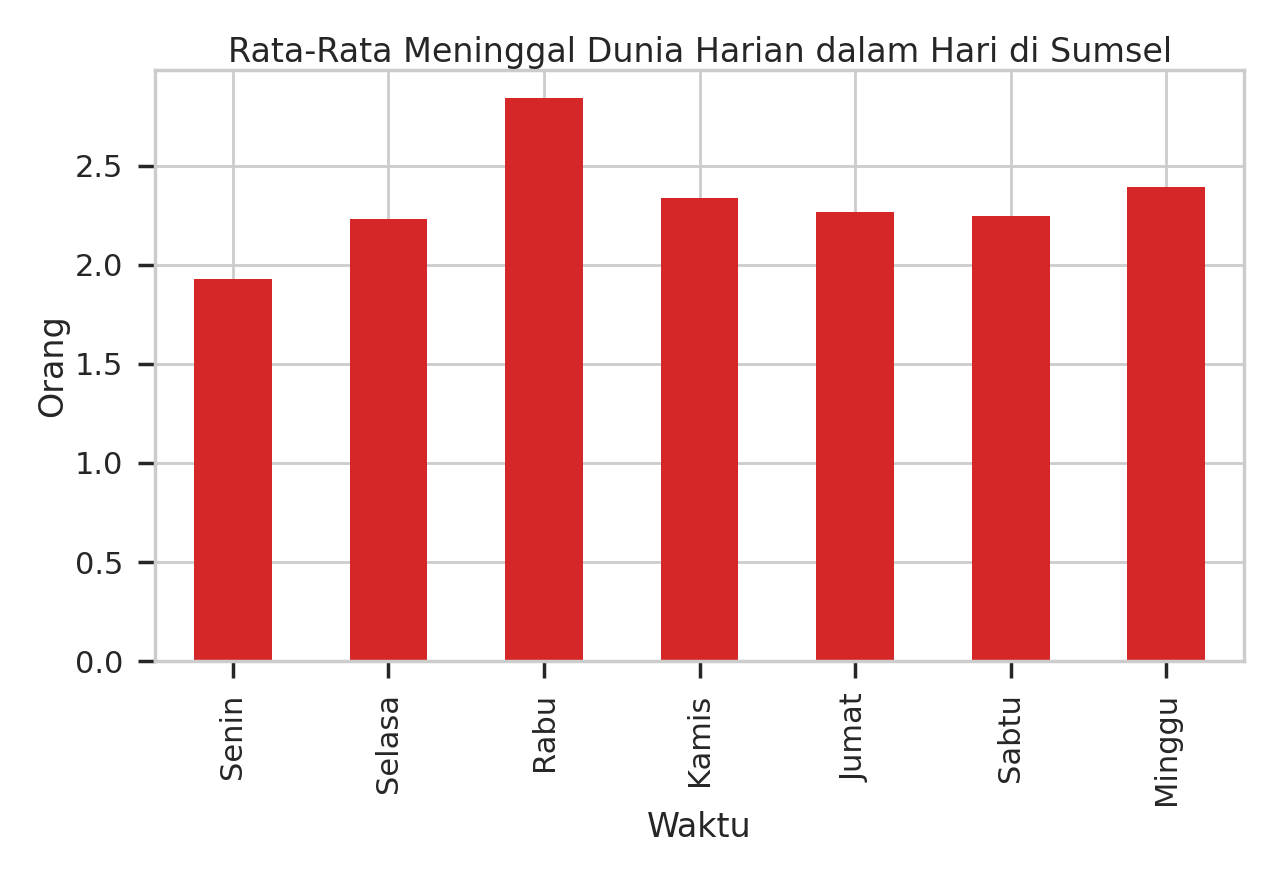 Rata-Rata Meninggal Dunia Harian dalam Hari di Sumsel
Orang
2.5
2.0
1.5
1.0
0.5
0.0
Senin
Selasa
Rabu
Kamis
Jumat
Sabtu
Minggu
Waktu